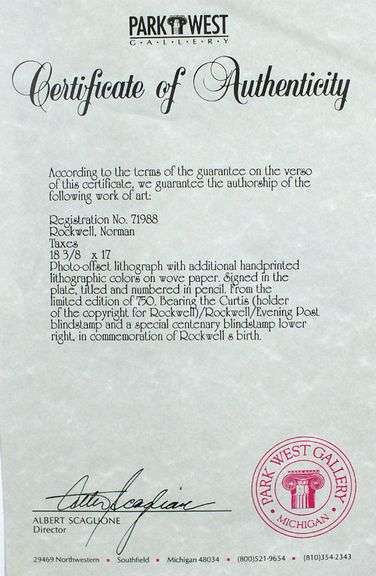 PARK WEST
G·A·L·L·E·R·Y
Certificate of Authenticity
According to the terms of the guarantee on the verso
of this certificate, we guarantee the authorship of the
following work of art:
Registration No. 71988
Rockwell, Norman
Taxes
18 3/8 x 17
Photo-offset lithograph with additional handprinted
lithographic colors on wove paper. Signed in the
plate, titled and numbered in pencil. From the
limited edition of 750. Bearing the Curtis (holder
of the copyright for Rockwell)/Rockwell/Evening Post
blindstamp and a special centenary blindstamp lower
right, in commemoration of Rockwell s birth.
ALBERT SCAGLIONE
Director
PARK WEST GALLERY
• MICHIGAN •
29469 Northwestern • Southfield • Michigan 48034 • (800)521-9654 • (810)354-2343